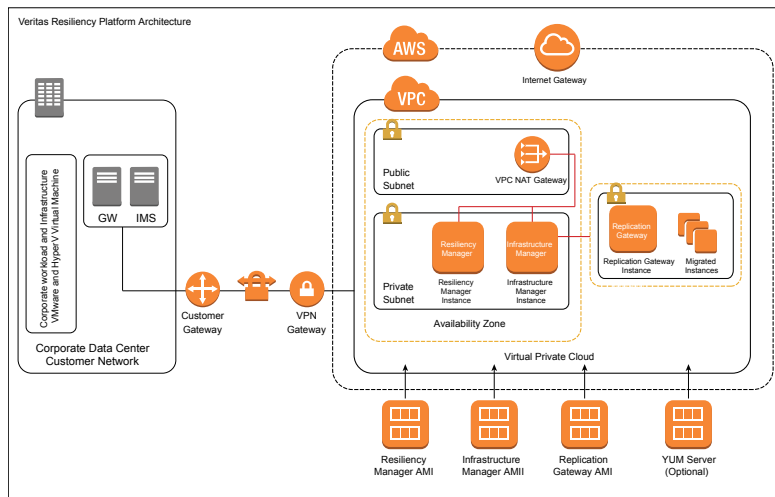 Veritas Resiliency Platform Architecture
AWS
Internet Gateway
VPC
Corporate workload and Infrastructure
VMware and HyperV Virtual Machine
GW
IMS
Corporate Data Center
Customer Network
Customer
Gateway
VPN
Gateway
Public
Subnet
VPC NAT Gateway
Private
Subnet
Resiliency
Manager
Resiliency
Manager
Instance
Infrastructure
Manager
Infrastructure
Manager
Instance
Availability Zone
Replication
Gateway
Replication Gateway
Instance
Migrated
Instances
Virtual Private Cloud
Resiliency
Manager AMI
Infrastructure
Manager AMII
Replication
Gateway AMI
YUM Server
(Optional)